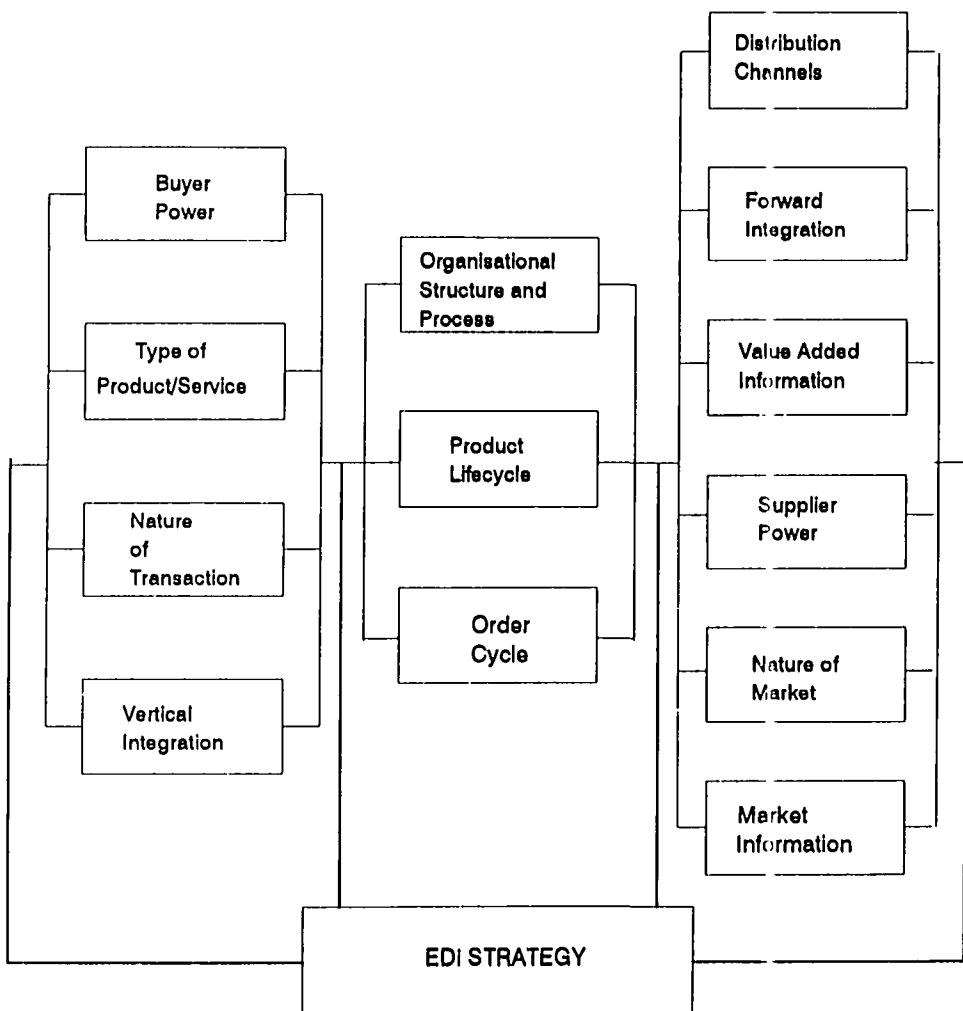 Buyer
Power
Type of
Product/Service
Nature
of
Transaction
Vertical
Integration
Organisational
Structure and
Process
Product
Lifecycle
Order
Cycle
Distribution
Channels
Forward
Integration
Value Added
Information
Supplier
Power
Nature of
Market
Market
Information
EDI STRATEGY